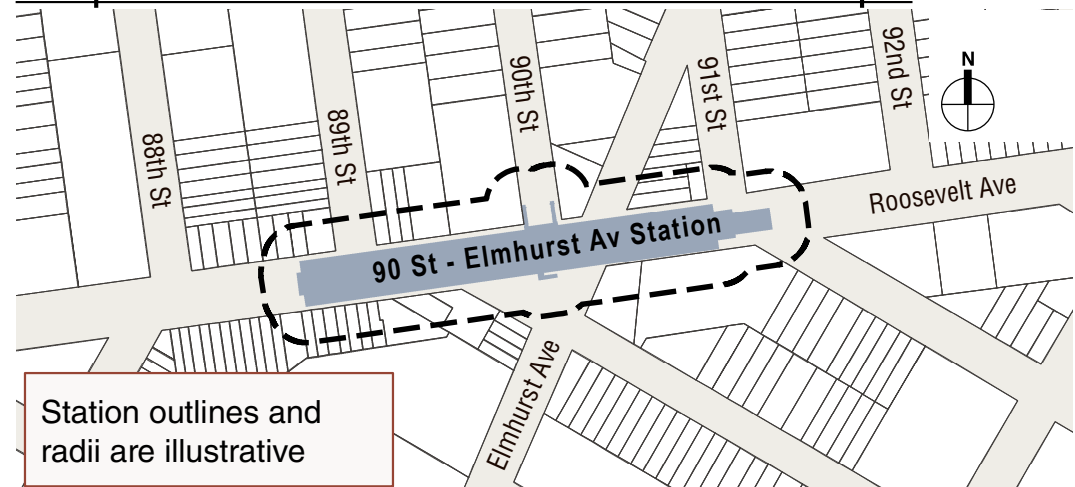 N
92nd St
90th St
91st St
89th St
88th St
Roosevelt Ave
90 St - Elmhurst Av Station
Elmhurst Ave
Station outlines and
radii are illustrative